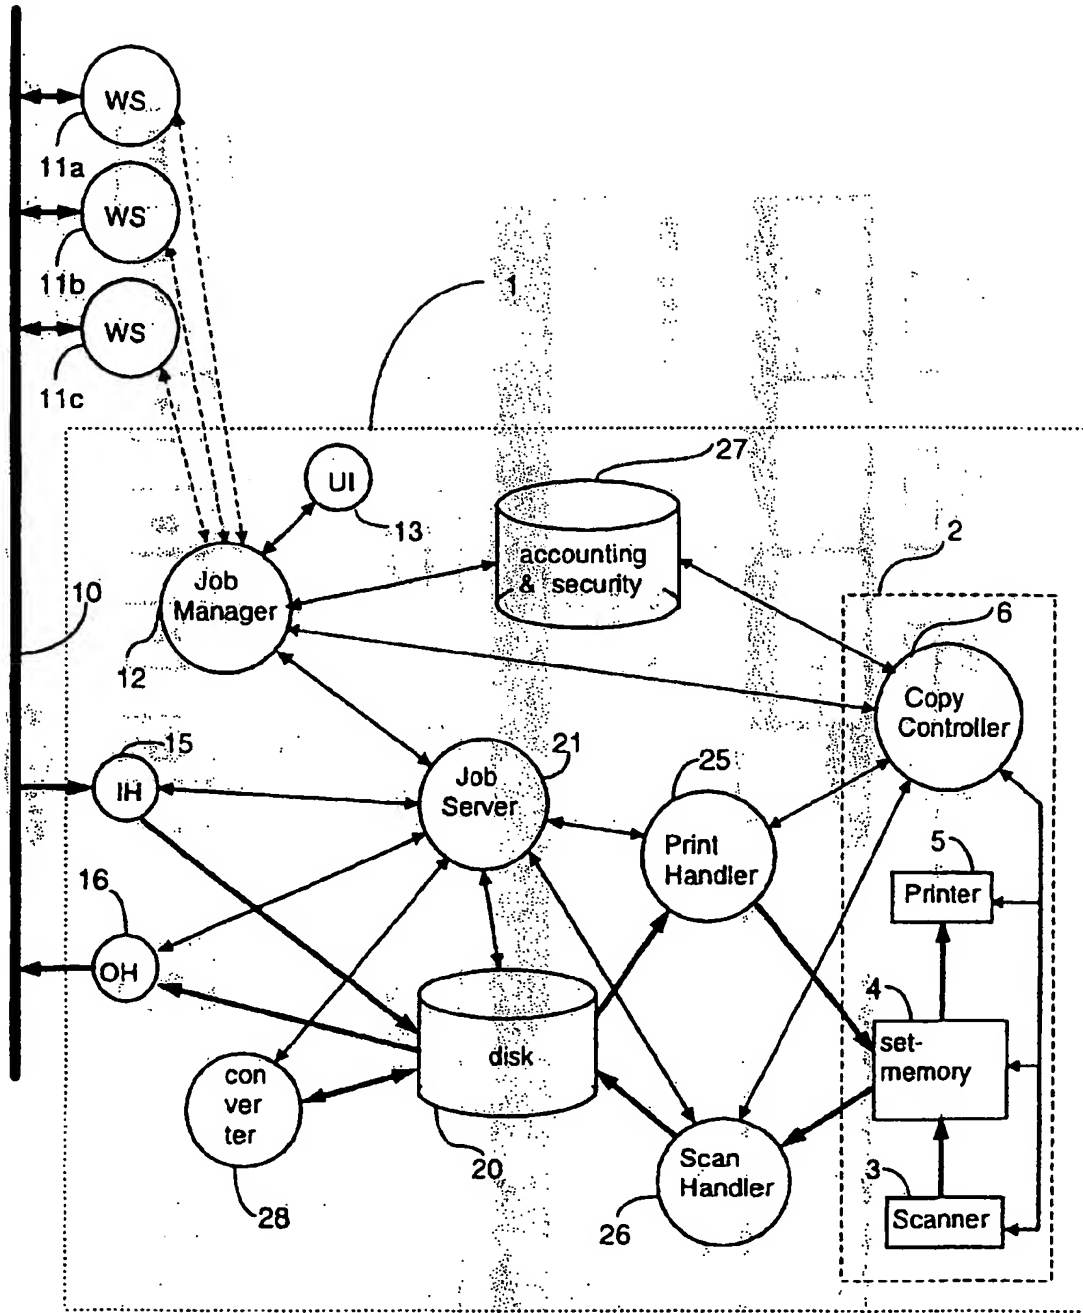 WS
11a
WS
11b
WS
11c
1
UI
13
27
accounting
& security
2
6
Job
Manager
12
10
Copy
Controller
15
IH
21
Job
Server
25
Print
Handler
5
Printer
16
OH
4
set-
memory
disk
20
con
ver
ter
28
Scan
Handler
26
3
Scanner